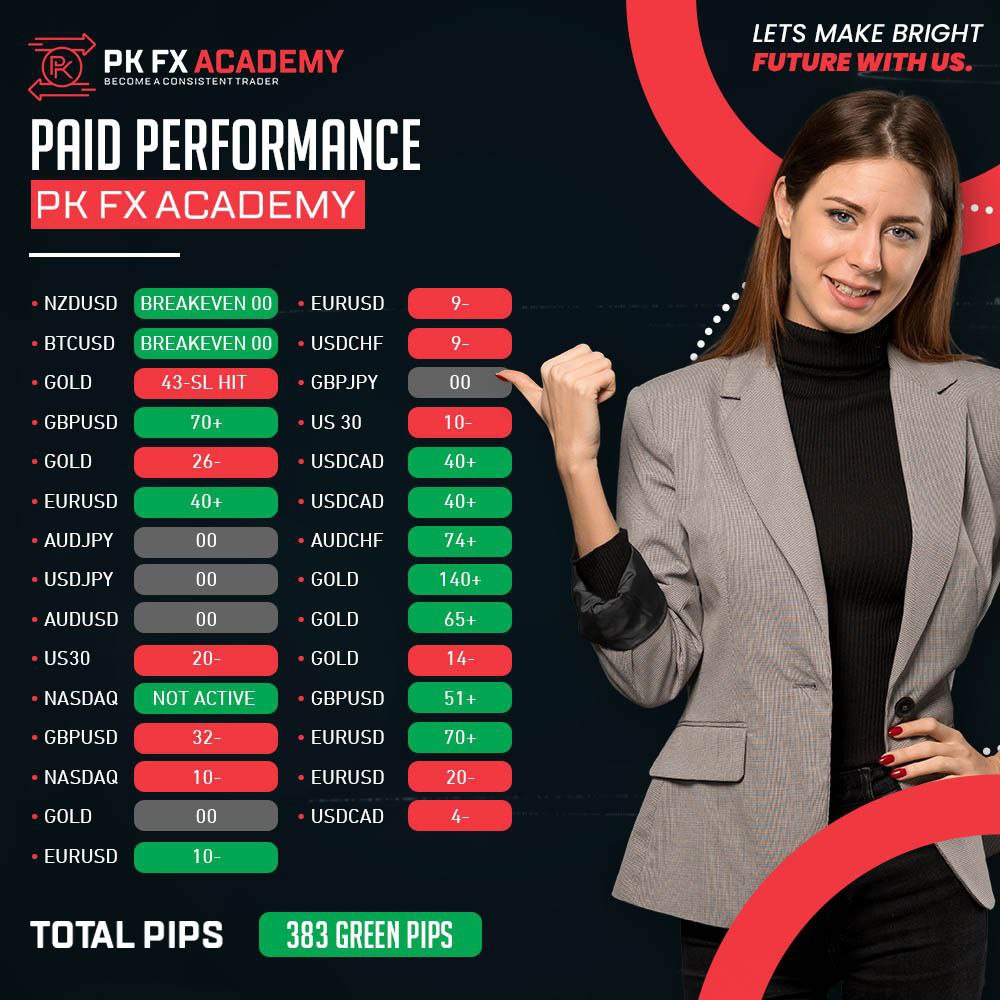 PK FX ACADEMY
BECOME A CONSISTENT TRADER
LETS MAKE BRIGHT
FUTURE WITH US.
PAID PERFORMANCE
PK FX ACADEMY
• NZDUSD BREAKEVEN 00
• BTCUSD BREAKEVEN 00
• GOLD 43-SL HIT
• GBPUSD 70+
• GOLD 26-
• EURUSD 40+
• AUDJPY 00
• USDJPY 00
• AUDUSD 00
• US30 20-
• NASDAQ NOT ACTIVE
• GBPUSD 32-
• NASDAQ 10-
• GOLD 00
• EURUSD 10-
• EURUSD 9-
• USDCHF 9-
• GBPJPY 00
• US 30 10-
• USDCAD 40+
• USDCAD 40+
• AUDCHF 74+
• GOLD 140+
• GOLD 65+
• GOLD 14-
• GBPUSD 51+
• EURUSD 70+
• EURUSD 20-
• USDCAD 4-
TOTAL PIPS 383 GREEN PIPS